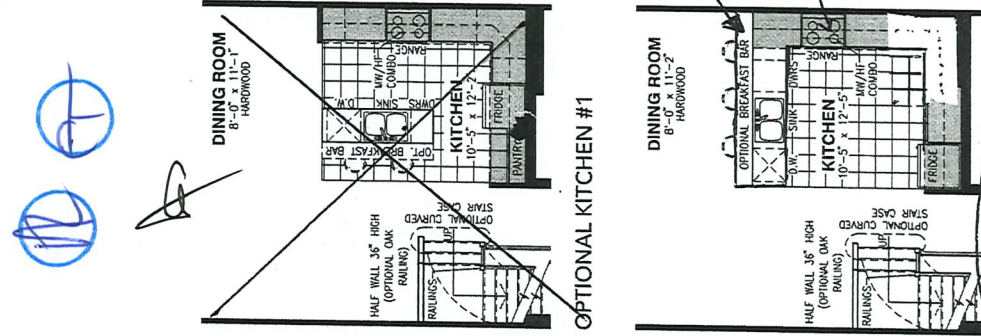 DINING ROOM
8'-0" x 11'-1"
HARDWOOD
RANGE
MW/HF
COMBO
D.W.
SINK
DWRS
OPT. BREAKFAST BAR
KITCHEN
10'-5" x 12'-2"
FRIDGE
PANTRY
HALF WALL 36" HIGH
(OPTIONAL OAK
RAILING)
RAILINGS
UP
OPTIONAL CURVED
STAIR CASE
OPTIONAL KITCHEN #1
DINING ROOM
8'-0" x 11'-2"
HARDWOOD
OPTIONAL BREAKFAST BAR
RANGE
MW/HF
COMBO
D.W.
SINK
DWRS
KITCHEN
10'-5" x 12'-5"
FRIDGE
HALF WALL 36" HIGH
(OPTIONAL OAK
RAILING)
RAILINGS
UP
OPTIONAL CURVED
STAIR CASE